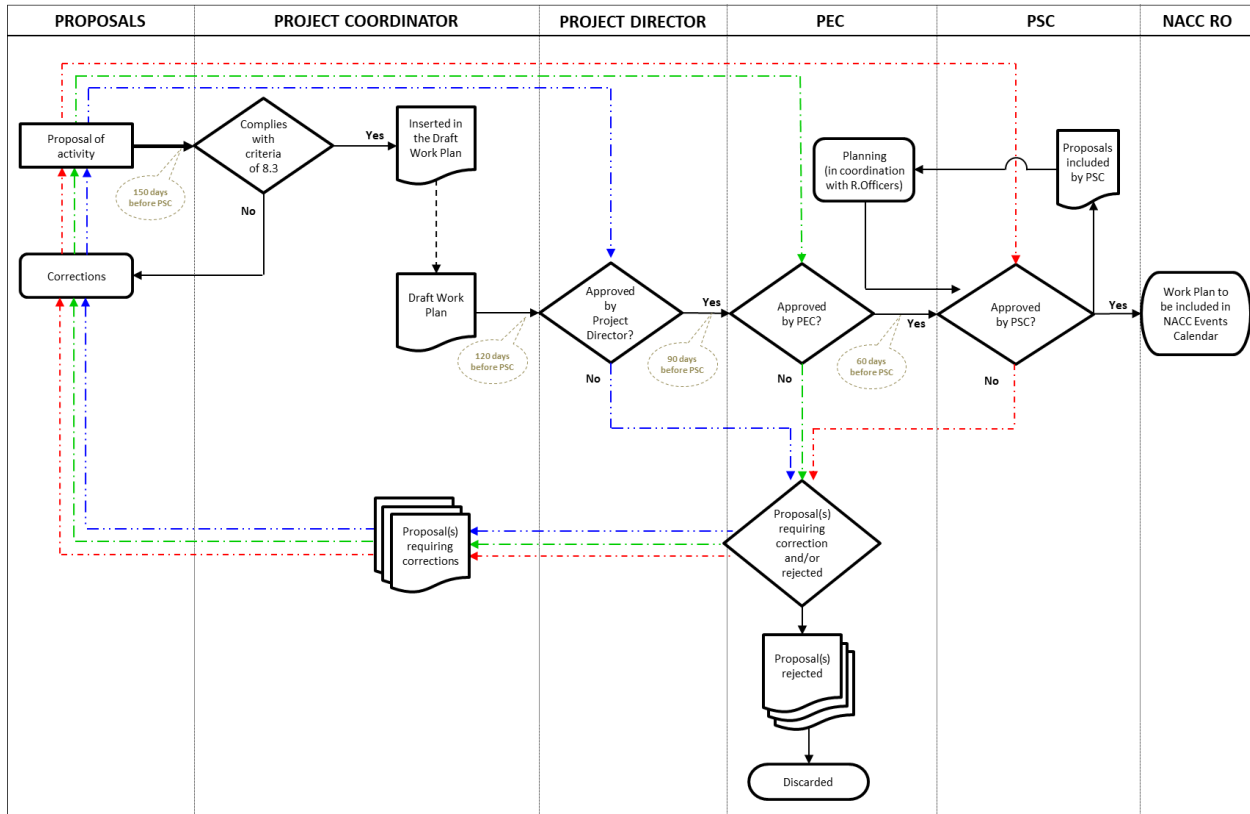 PROPOSALS
PROJECT COORDINATOR
PROJECT DIRECTOR
PEC
PSC
NACC RO
Proposal of
activity
150 days
before PSC
Complies
with
criteria
of 8.3
Yes
No
Inserted in
the Draft
Work Plan
Planning
(in coordination
with R.Officers)
Proposals
included
by PSC
Corrections
Draft Work
Plan
120 days
before PSC
Approved
by
Project
Director?
Yes
No
90 days
before PSC
Approved
by PEC?
Yes
No
60 days
before PSC
Approved
by PSC?
Yes
No
Work Plan to
be included in
NACC Events
Calendar
Proposal(s)
requiring
corrections
Proposal(s)
requiring
correction
and/or
rejected
Proposal(s)
rejected
Discarded